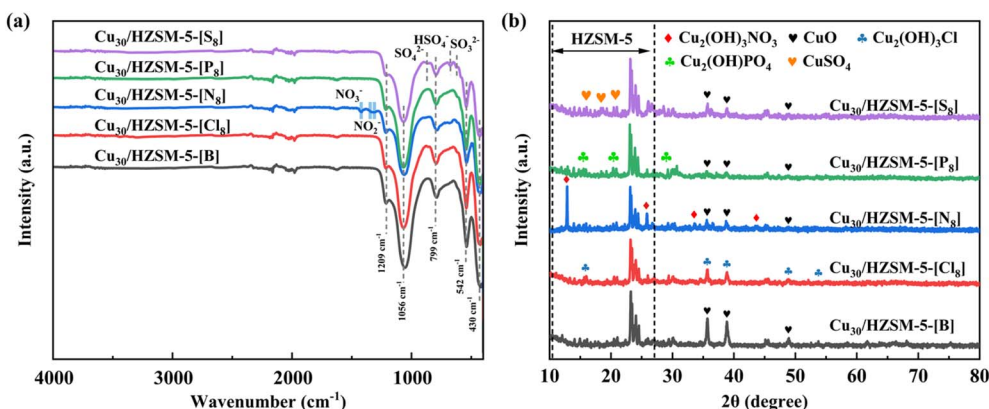 (a)
Cu₃₀/HZSM-5-[S₈]
Cu₃₀/HZSM-5-[P₈]
Cu₃₀/HZSM-5-[N₈]
Cu₃₀/HZSM-5-[Cl₈]
Cu₃₀/HZSM-5-[B]
NO₃⁻
NO₂⁻
SO₄²⁻
HSO₄⁻
SO₃²⁻
1209 cm⁻¹
1056 cm⁻¹
799 cm⁻¹
542 cm⁻¹
430 cm⁻¹
Intensity (a.u.)
4000 3000 2000 1000
Wavenumber (cm⁻¹)
(b)
HZSM-5
♦ Cu₂(OH)₃NO₃ ♥ CuO ♣ Cu₂(OH)₃Cl
♣ Cu₂(OH)PO₄ ♥ CuSO₄
Cu₃₀/HZSM-5-[S₈]
Cu₃₀/HZSM-5-[P₈]
Cu₃₀/HZSM-5-[N₈]
Cu₃₀/HZSM-5-[Cl₈]
Cu₃₀/HZSM-5-[B]
Intensity (a.u.)
10 20 30 40 50 60 70 80
2θ (degree)